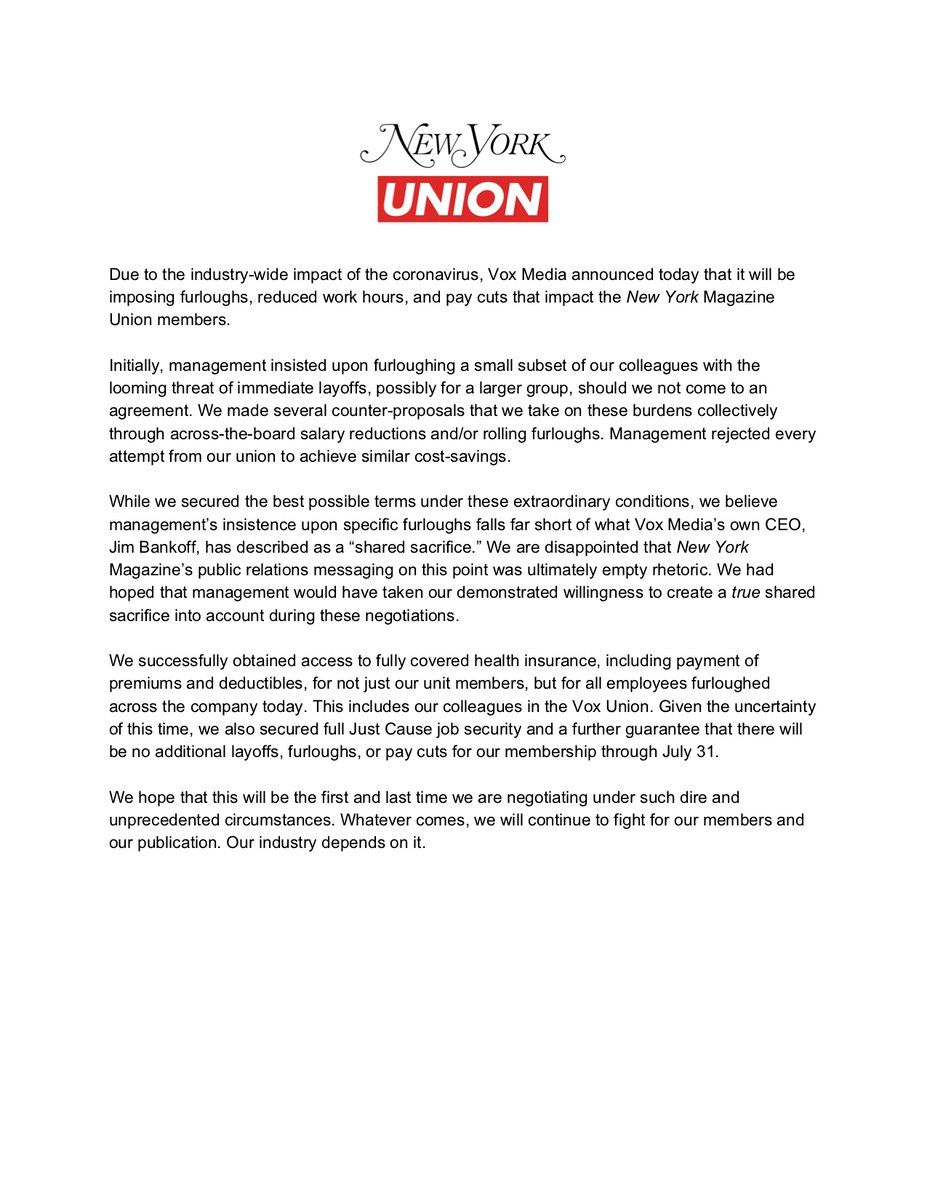 NEW YORK
UNION
Due to the industry-wide impact of the coronavirus, Vox Media announced today that it will be
imposing furloughs, reduced work hours, and pay cuts that impact the New York Magazine
Union members.
Initially, management insisted upon furloughing a small subset of our colleagues with the
looming threat of immediate layoffs, possibly for a larger group, should we not come to an
agreement. We made several counter-proposals that we take on these burdens collectively
through across-the-board salary reductions and/or rolling furloughs. Management rejected every
attempt from our union to achieve similar cost-savings.
While we secured the best possible terms under these extraordinary conditions, we believe
management’s insistence upon specific furloughs falls far short of what Vox Media’s own CEO,
Jim Bankoff, has described as a “shared sacrifice.” We are disappointed that New York
Magazine’s public relations messaging on this point was ultimately empty rhetoric. We had
hoped that management would have taken our demonstrated willingness to create a true shared
sacrifice into account during these negotiations.
We successfully obtained access to fully covered health insurance, including payment of
premiums and deductibles, for not just our unit members, but for all employees furloughed
across the company today. This includes our colleagues in the Vox Union. Given the uncertainty
of this time, we also secured full Just Cause job security and a further guarantee that there will
be no additional layoffs, furloughs, or pay cuts for our membership through July 31.
We hope that this will be the first and last time we are negotiating under such dire and
unprecedented circumstances. Whatever comes, we will continue to fight for our members and
our publication. Our industry depends on it.